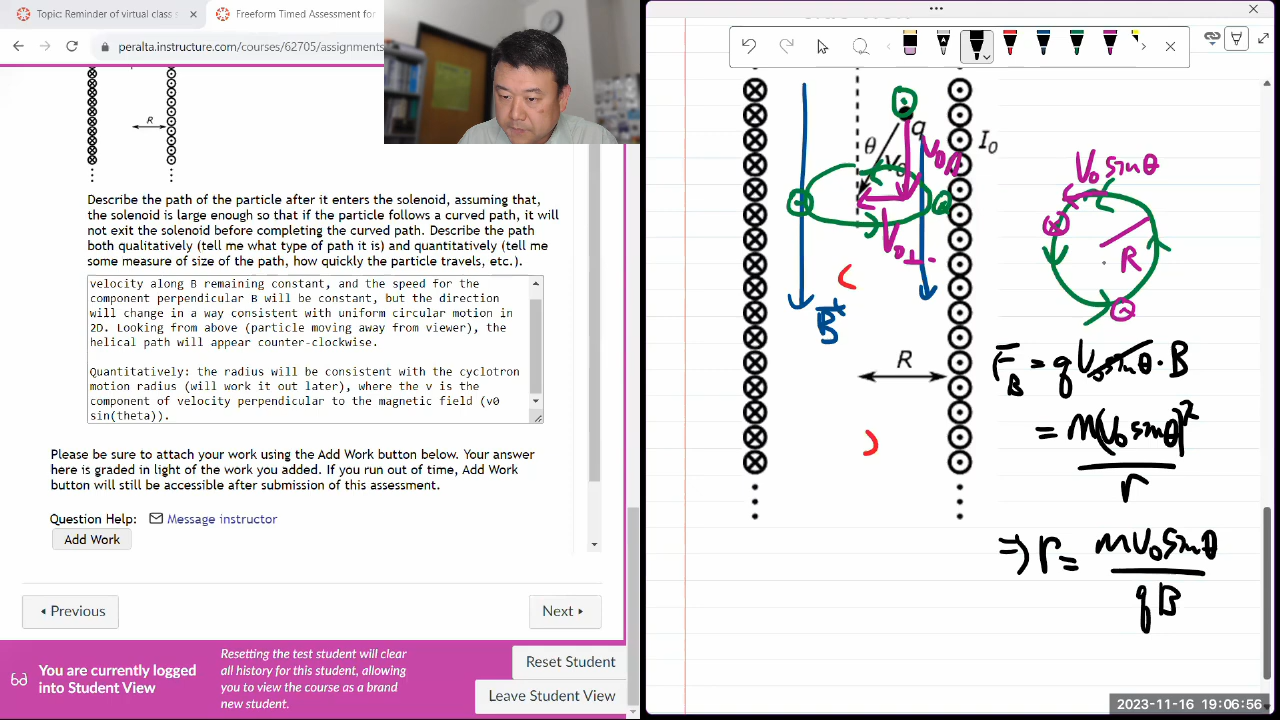 Topic: Reminder of virtual class r
Freeform Timed Assessment for
peralta.instructure.com/courses/62705/assignments
R
Describe the path of the particle after it enters the solenoid, assuming that,
the solenoid is large enough so that if the particle follows a curved path, it will
not exit the solenoid before completing the curved path. Describe the path
both qualitatively (tell me what type of path it is) and quantitatively (tell me
some measure of size of the path, how quickly the particle travels, etc.).
velocity along B remaining constant, and the speed for the
component perpendicular B will be constant, but the direction
will change in a way consistent with uniform circular motion in
2D. Looking from above (particle moving away from viewer), the
helical path will appear counter-clockwise.
Quantitatively: the radius will be consistent with the cyclotron
motion radius (will work it out later), where the v is the
component of velocity perpendicular to the magnetic field (v0
sin(theta)).
Please be sure to attach your work using the Add Work button below. Your answer
here is graded in light of the work you added. If you run out of time, Add Work
button will still be accessible after submission of this assessment.
Question Help: Message instructor
Add Work
Previous
Next
You are currently logged
into Student View
Resetting the test student will clear
all history for this student, allowing
you to view the course as a brand
new student.
Reset Student
Leave Student View
q
θ
V₀
I₀
V₀⊥
B
R
V₀ sinθ
R
F_B = qV₀sinθ · B
= m(V₀ sinθ)² / r
⇒ r = mV₀sinθ / qB
2023-11-16 19:06:56